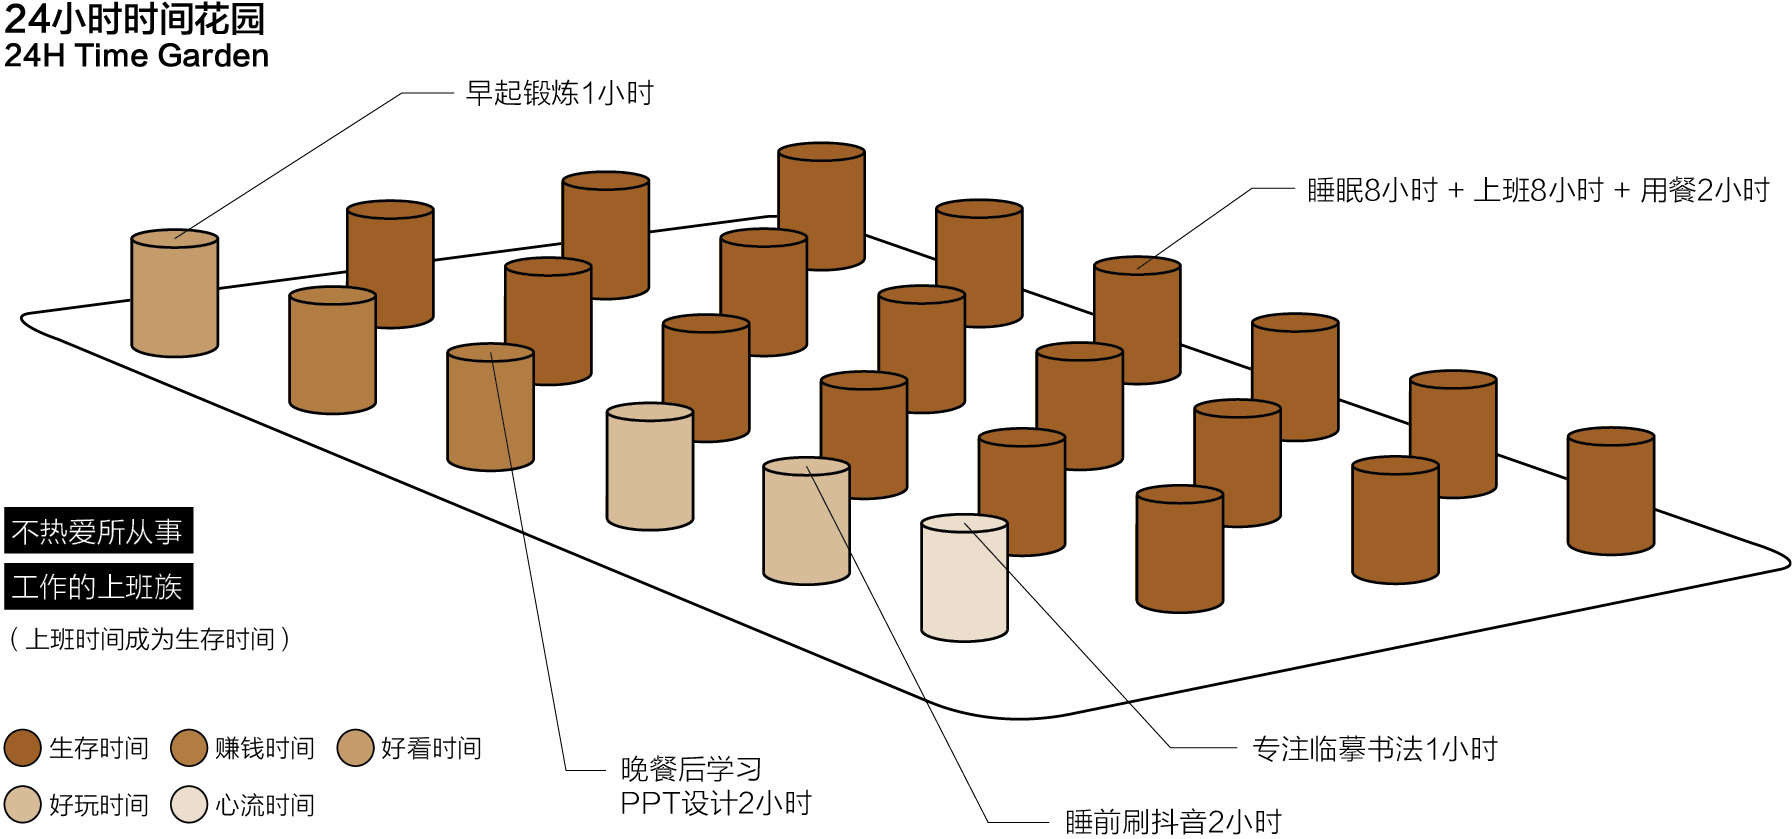 24小时时间花园
24H Time Garden
早起锻炼1小时
睡眠8小时 + 上班8小时 + 用餐2小时
不热爱所从事
工作的上班族
（上班时间成为生存时间）
生存时间
赚钱时间
好看时间
好玩时间
心流时间
晚餐后学习
PPT设计2小时
专注临摹书法1小时
睡前刷抖音2小时